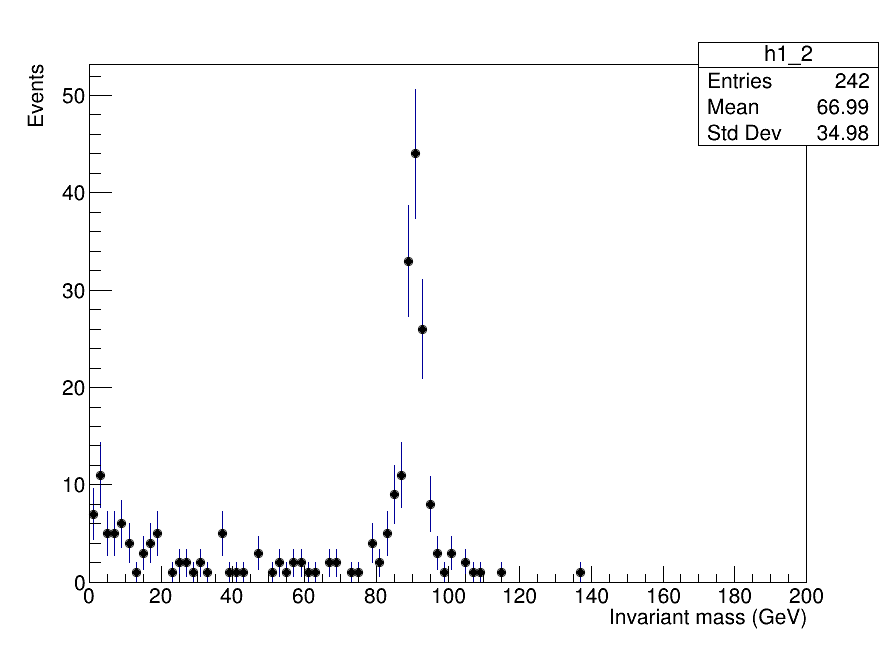 h1_2
Entries 242
Mean 66.99
Std Dev 34.98
Events
50
40
30
20
10
0
0 20 40 60 80 100 120 140 160 180 200
Invariant mass (GeV)